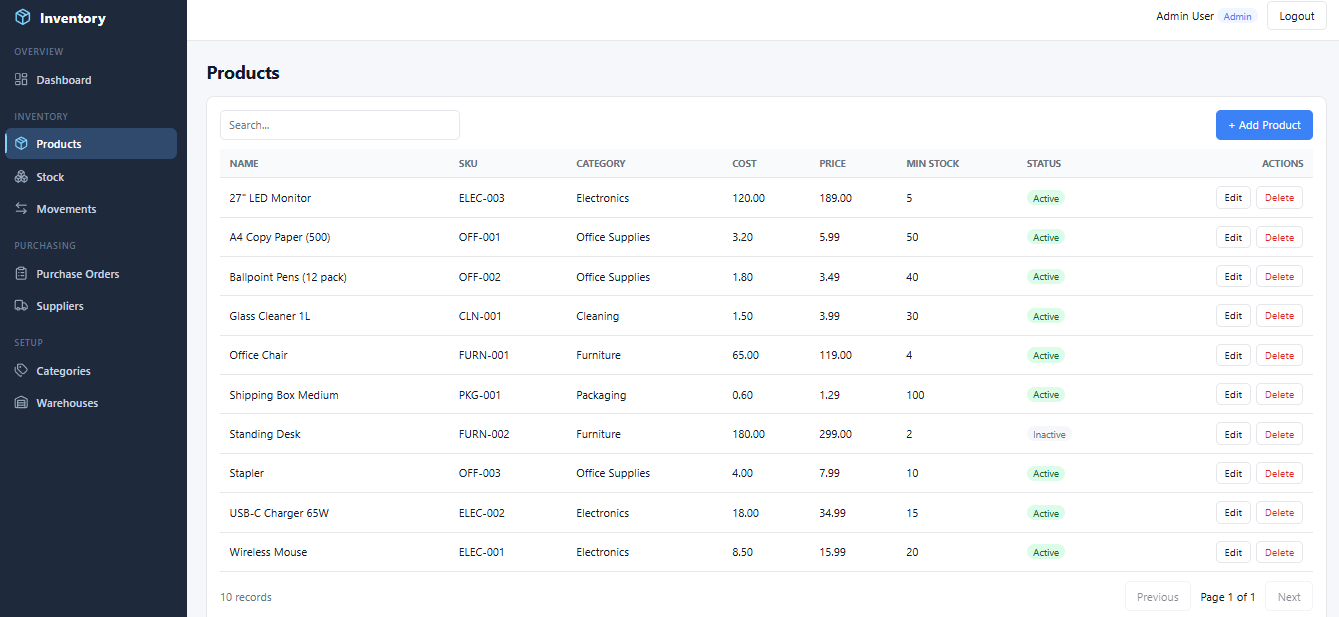 Inventory
Admin User Admin Logout
OVERVIEW
Dashboard
INVENTORY
Products
Stock
Movements
PURCHASING
Purchase Orders
Suppliers
SETUP
Categories
Warehouses
Products
Search...
+ Add Product
NAME SKU CATEGORY COST PRICE MIN STOCK STATUS ACTIONS
27" LED Monitor ELEC-003 Electronics 120.00 189.00 5 Active Edit Delete
A4 Copy Paper (500) OFF-001 Office Supplies 3.20 5.99 50 Active Edit Delete
Ballpoint Pens (12 pack) OFF-002 Office Supplies 1.80 3.49 40 Active Edit Delete
Glass Cleaner 1L CLN-001 Cleaning 1.50 3.99 30 Active Edit Delete
Office Chair FURN-001 Furniture 65.00 119.00 4 Active Edit Delete
Shipping Box Medium PKG-001 Packaging 0.60 1.29 100 Active Edit Delete
Standing Desk FURN-002 Furniture 180.00 299.00 2 Inactive Edit Delete
Stapler OFF-003 Office Supplies 4.00 7.99 10 Active Edit Delete
USB-C Charger 65W ELEC-002 Electronics 18.00 34.99 15 Active Edit Delete
Wireless Mouse ELEC-001 Electronics 8.50 15.99 20 Active Edit Delete
10 records
Previous Page 1 of 1 Next